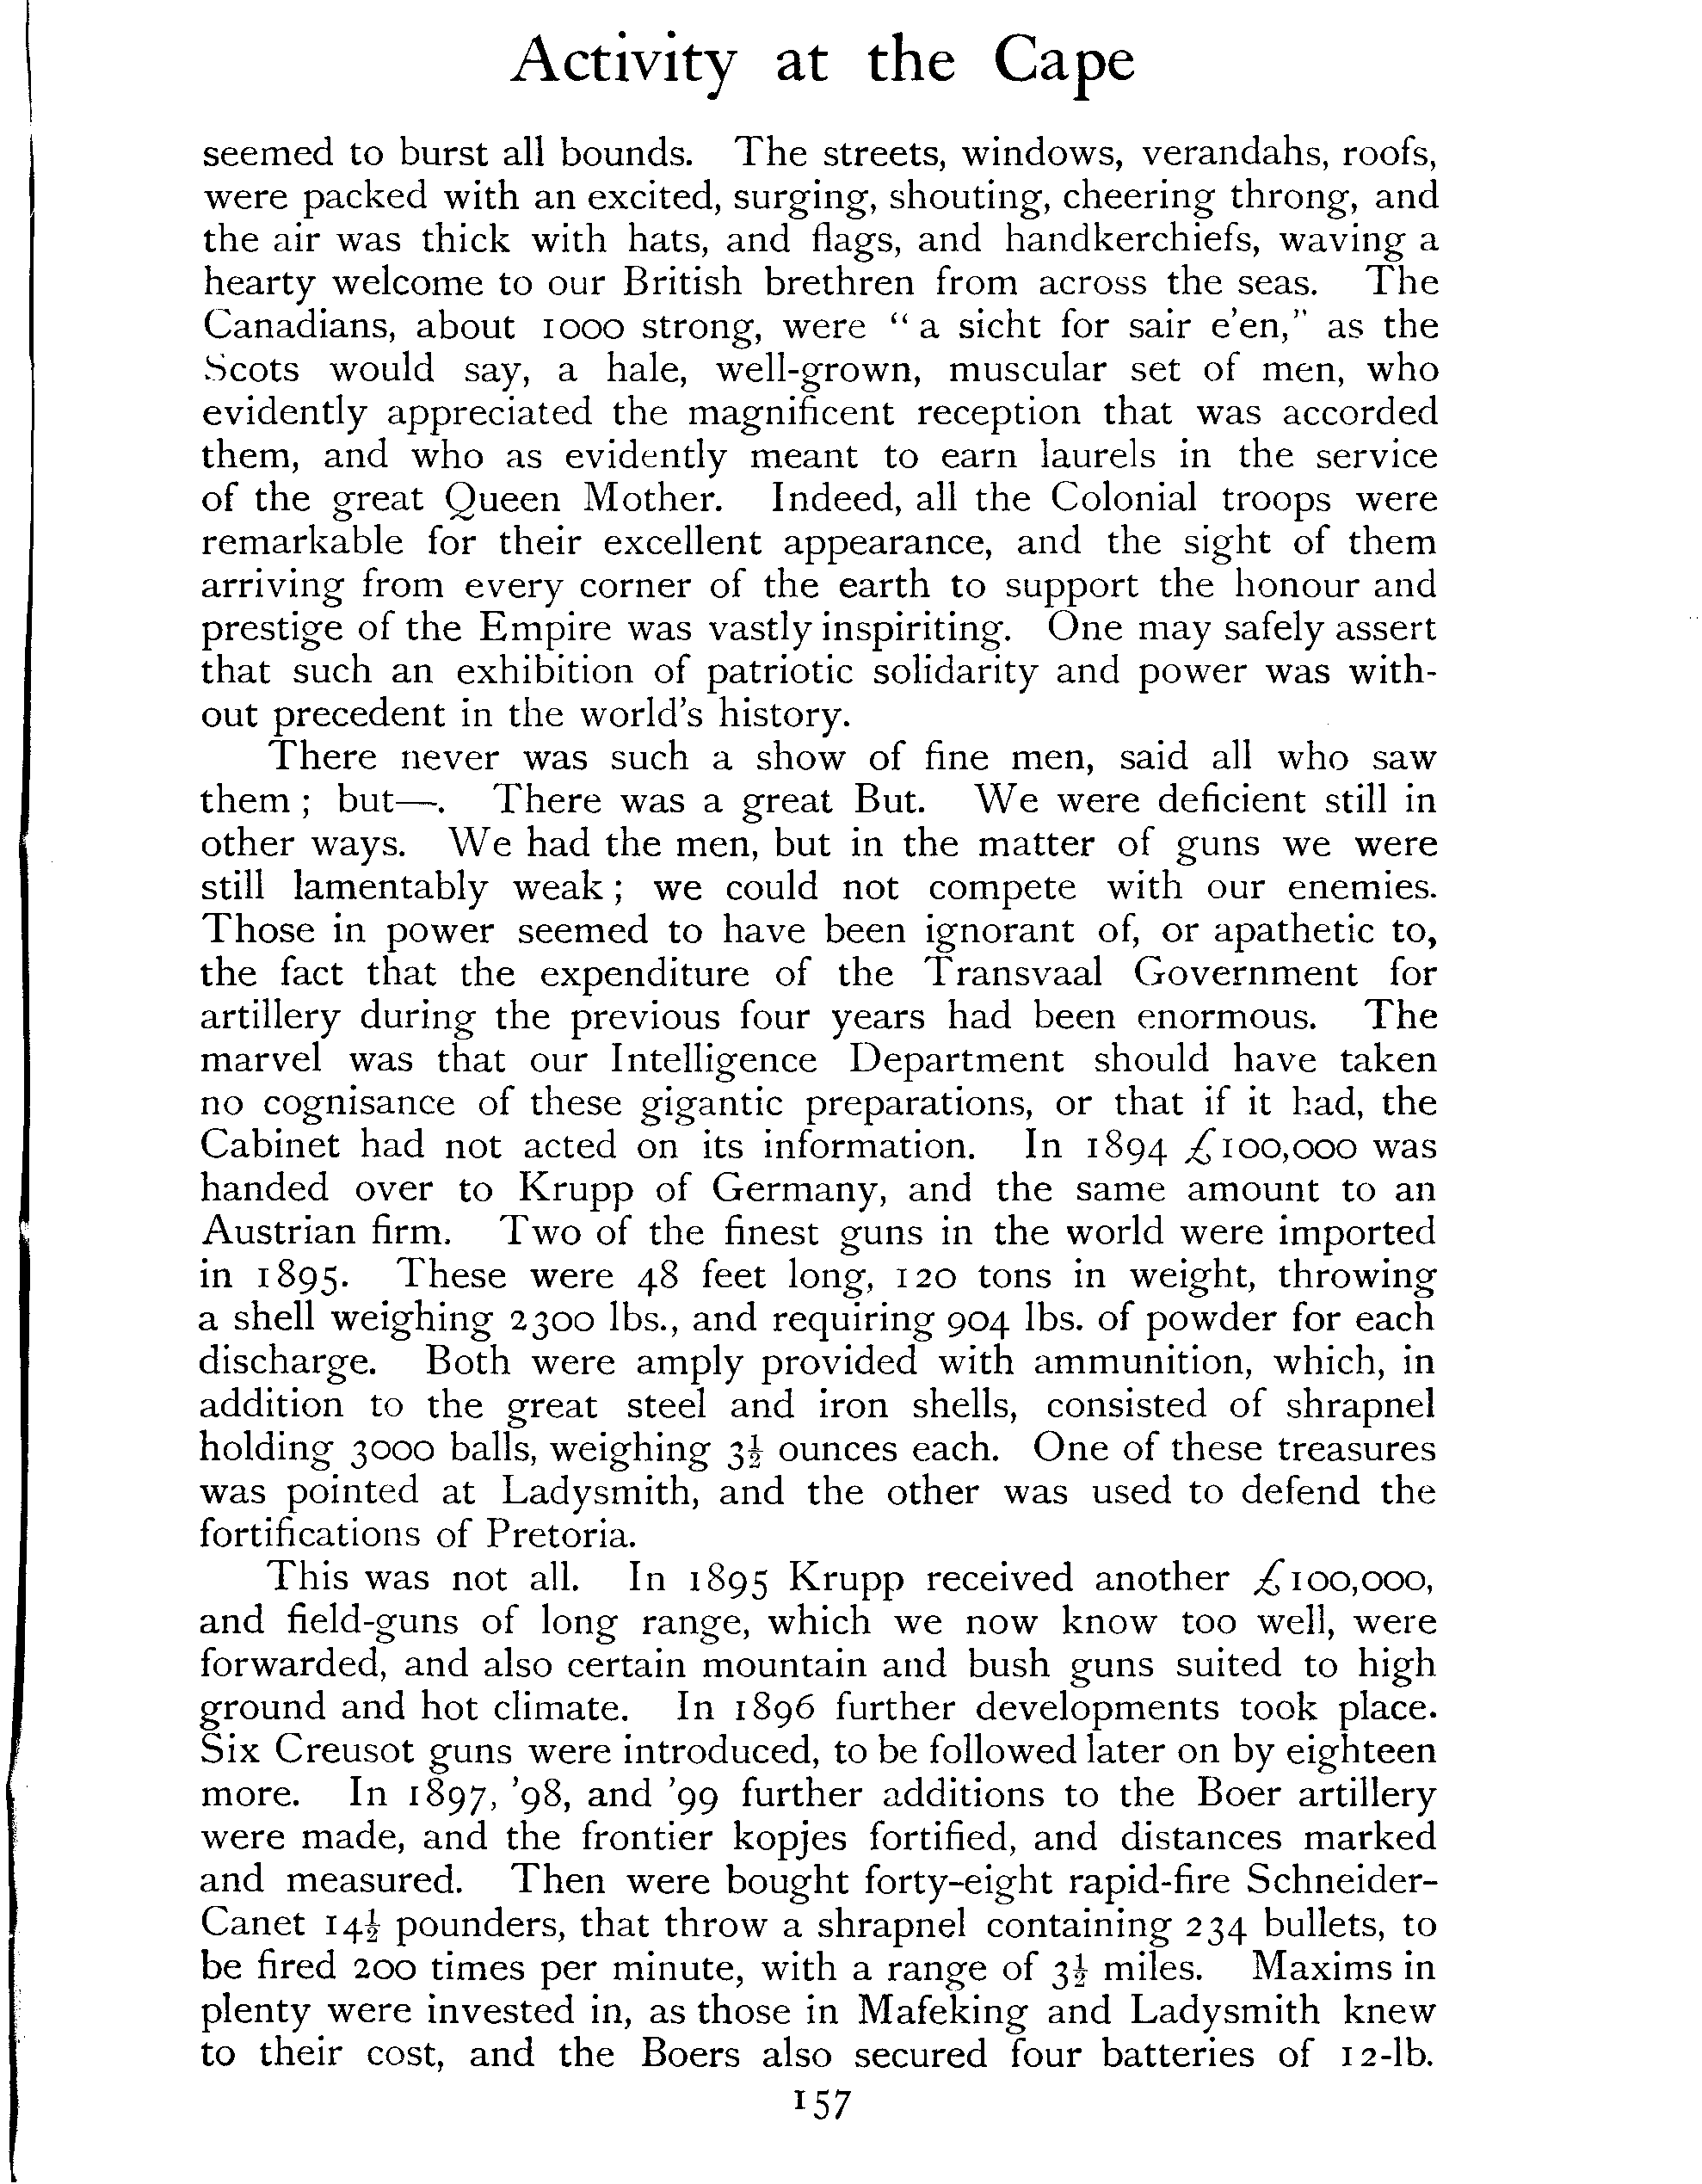 Activity at the Cape
seemed to burst all bounds. The streets, windows, verandahs, roofs,
were packed with an excited, surging, shouting, cheering throng, and
the air was thick with hats, and flags, and handkerchiefs, waving a
hearty welcome to our British brethren from across the seas. The
Canadians, about 1000 strong, were “a sicht for sair e’en,” as the
Scots would say, a hale, well-grown, muscular set of men, who
evidently appreciated the magnificent reception that was accorded
them, and who as evidently meant to earn laurels in the service
of the great Queen Mother. Indeed, all the Colonial troops were
remarkable for their excellent appearance, and the sight of them
arriving from every corner of the earth to support the honour and
prestige of the Empire was vastly inspiriting. One may safely assert
that such an exhibition of patriotic solidarity and power was with-
out precedent in the world's history.
There never was such a show of fine men, said all who saw
them; but—. There was a great But. We were deficient still in
other ways. We had the men, but in the matter of guns we were
still lamentably weak; we could not compete with our enemies.
Those in power seemed to have been ignorant of, or apathetic to,
the fact that the expenditure of the Transvaal Government for
artillery during the previous four years had been enormous. The
marvel was that our Intelligence Department should have taken
no cognisance of these gigantic preparations, or that if it had, the
Cabinet had not acted on its information. In 1894 £100,000 was
handed over to Krupp of Germany, and the same amount to an
Austrian firm. Two of the finest guns in the world were imported
in 1895. These were 48 feet long, 120 tons in weight, throwing
a shell weighing 2300 lbs., and requiring 904 lbs. of powder for each
discharge. Both were amply provided with ammunition, which, in
addition to the great steel and iron shells, consisted of shrapnel
holding 3000 balls, weighing 3½ ounces each. One of these treasures
was pointed at Ladysmith, and the other was used to defend the
fortifications of Pretoria.
This was not all. In 1895 Krupp received another £100,000,
and field-guns of long range, which we now know too well, were
forwarded, and also certain mountain and bush guns suited to high
ground and hot climate. In 1896 further developments took place.
Six Creusot guns were introduced, to be followed later on by eighteen
more. In 1897, '98, and '99 further additions to the Boer artillery
were made, and the frontier kopjes fortified, and distances marked
and measured. Then were bought forty-eight rapid-fire Schneider-
Canet 14½ pounders, that throw a shrapnel containing 234 bullets, to
be fired 200 times per minute, with a range of 3½ miles. Maxims in
plenty were invested in, as those in Mafeking and Ladysmith knew
to their cost, and the Boers also secured four batteries of 12-lb.
157